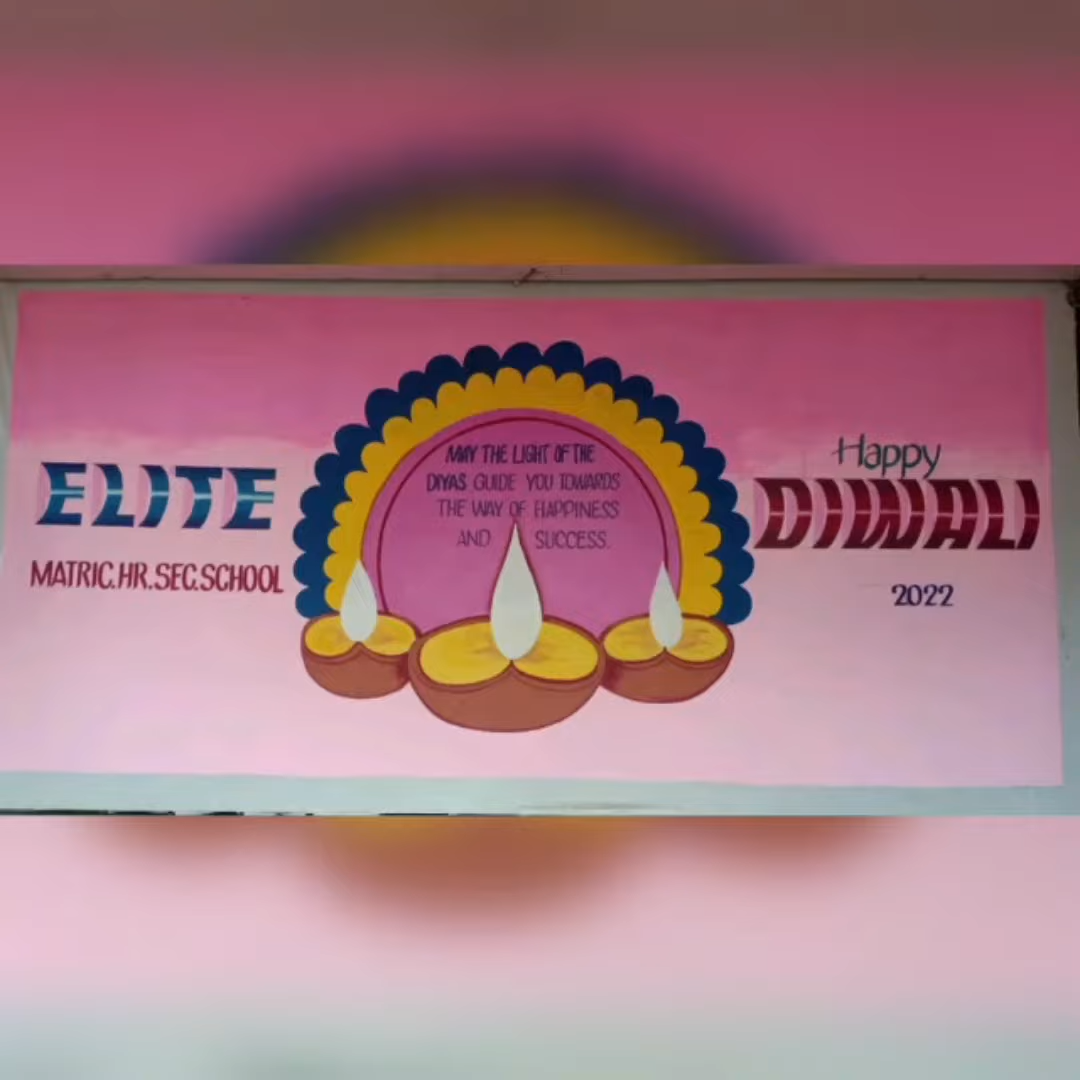 ELITE
MATRIC.HR.SEC.SCHOOL
MAY THE LIGHT OF THE
DIYAS GUIDE YOU TOWARDS
THE WAY OF HAPPINESS
AND SUCCESS.
Happy
DIWALI
2022